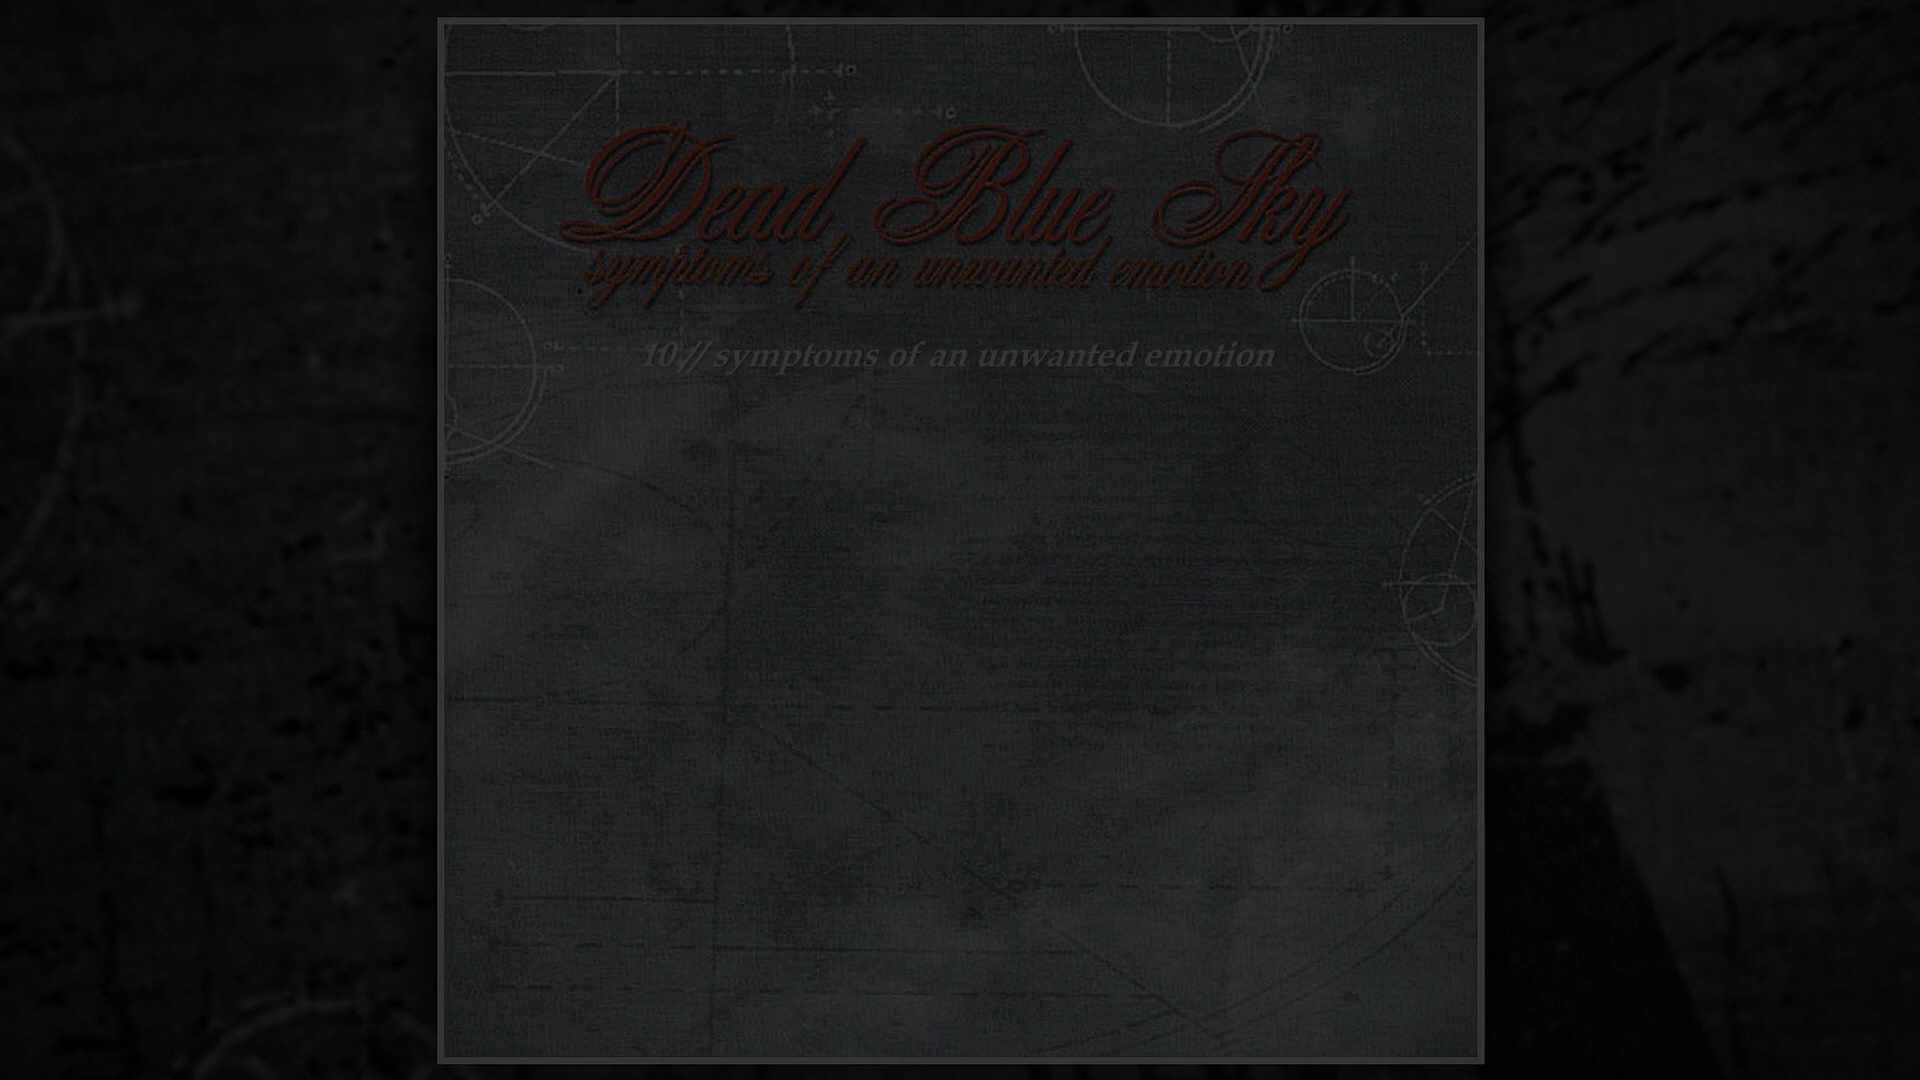 Dead Blue Sky
symptoms of an unwanted emotion
10 // symptoms of an unwanted emotion